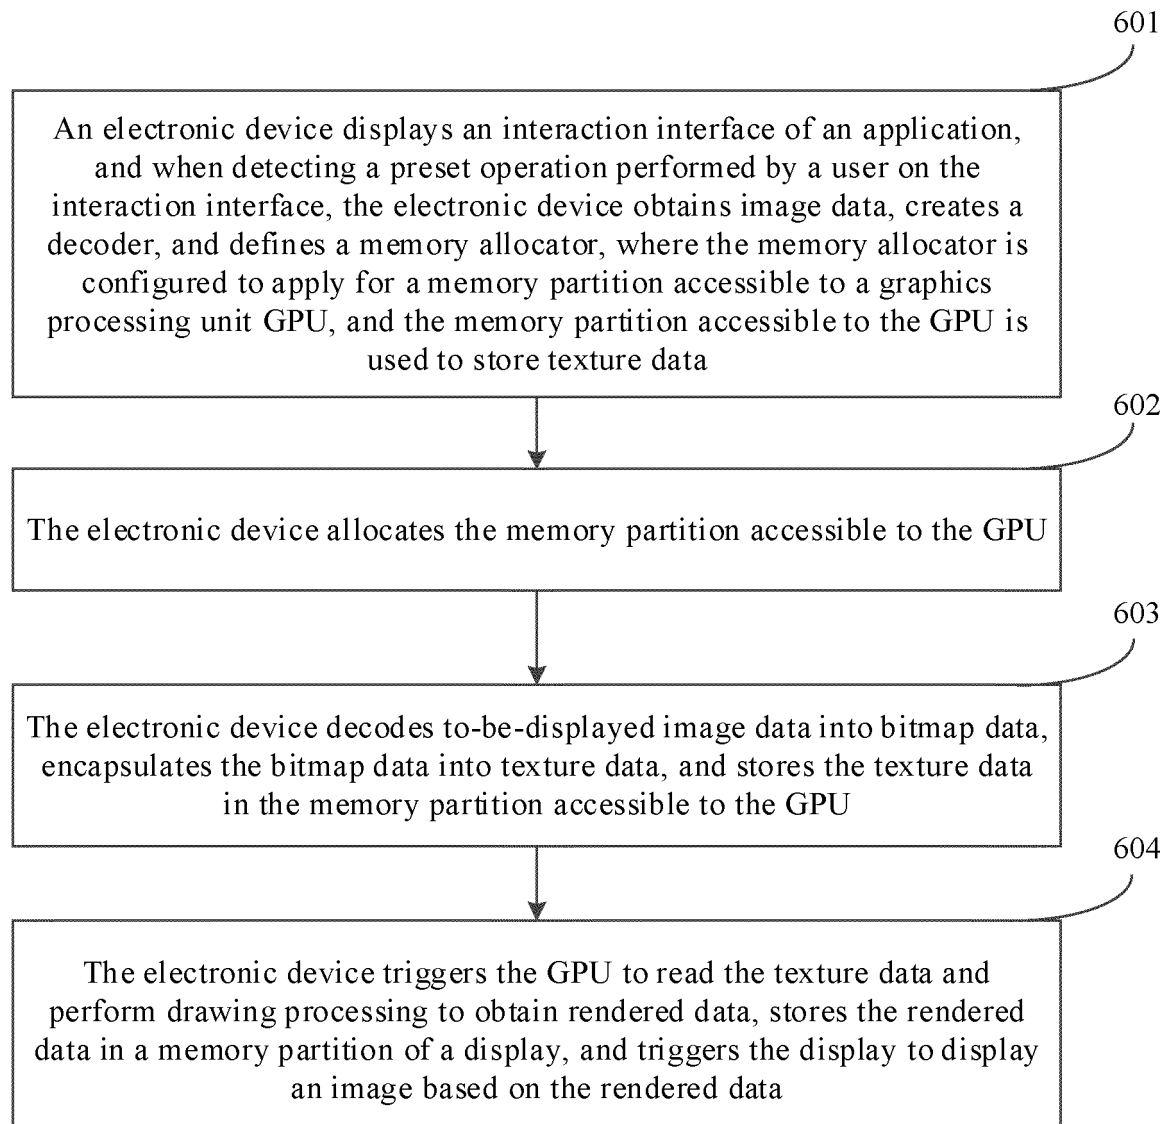 601
An electronic device displays an interaction interface of an application,
and when detecting a preset operation performed by a user on the
interaction interface, the electronic device obtains image data, creates a
decoder, and defines a memory allocator, where the memory allocator is
configured to apply for a memory partition accessible to a graphics
processing unit GPU, and the memory partition accessible to the GPU is
used to store texture data
602
The electronic device allocates the memory partition accessible to the GPU
603
The electronic device decodes to-be-displayed image data into bitmap data,
encapsulates the bitmap data into texture data, and stores the texture data
in the memory partition accessible to the GPU
604
The electronic device triggers the GPU to read the texture data and
perform drawing processing to obtain rendered data, stores the rendered
data in a memory partition of a display, and triggers the display to display
an image based on the rendered data